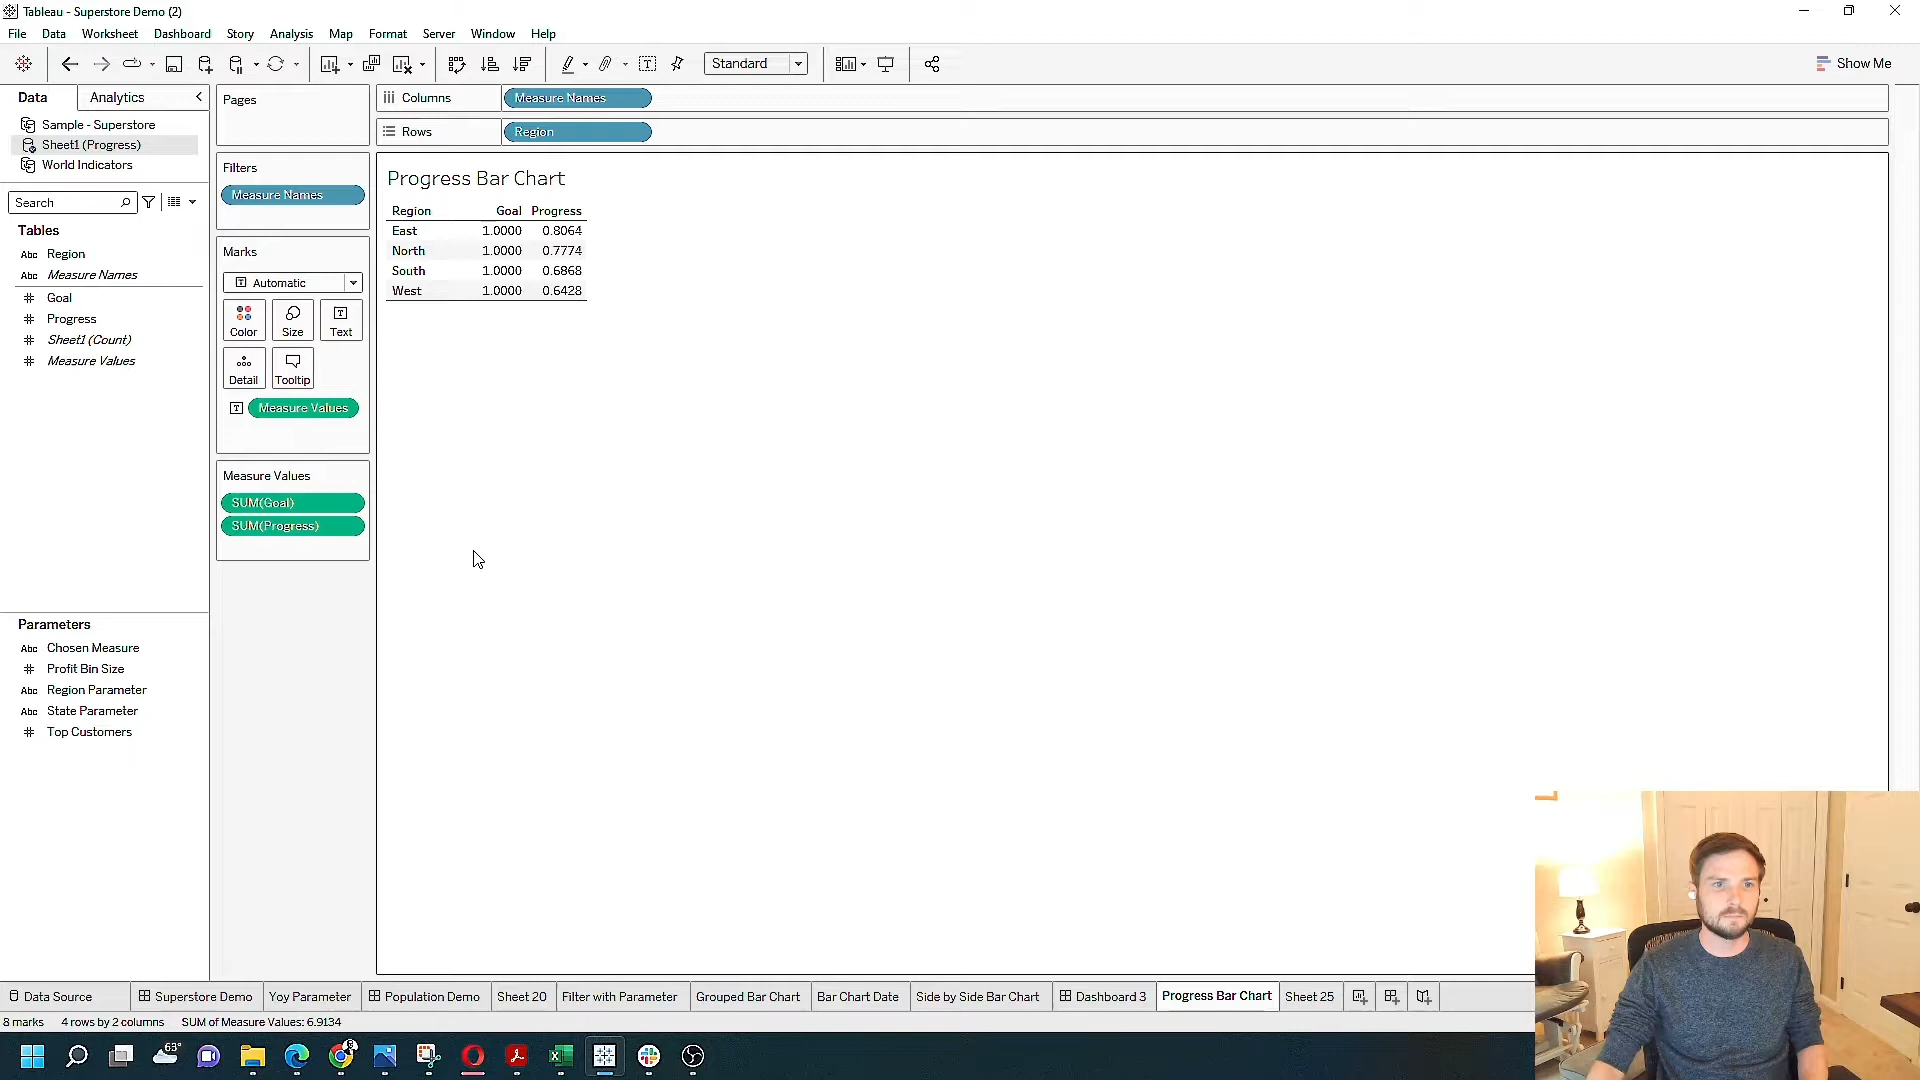 Tableau - Superstore Demo (2)
File Data Worksheet Dashboard Story Analysis Map Format Server Window Help
Standard
Show Me
Data Analytics
Sample - Superstore
Sheet1 (Progress)
World Indicators
Search
Tables
Abc Region
Abc Measure Names
# Goal
# Progress
# Sheet1 (Count)
# Measure Values
Parameters
Abc Chosen Measure
# Profit Bin Size
Abc Region Parameter
Abc State Parameter
# Top Customers
Pages
Filters
Measure Names
Marks
Automatic
Color Size Text
Detail Tooltip
Measure Values
Measure Values
SUM(Goal)
SUM(Progress)
Columns Measure Names
Rows Region
Progress Bar Chart
Region Goal Progress
East 1.0000 0.8064
North 1.0000 0.7774
South 1.0000 0.6868
West 1.0000 0.6428
Data Source Superstore Demo Yoy Parameter Population Demo Sheet 20 Filter with Parameter Grouped Bar Chart Bar Chart Date Side by Side Bar Chart Dashboard 3 Progress Bar Chart Sheet 25
8 marks 4 rows by 2 columns SUM of Measure Values: 6.9134
63°